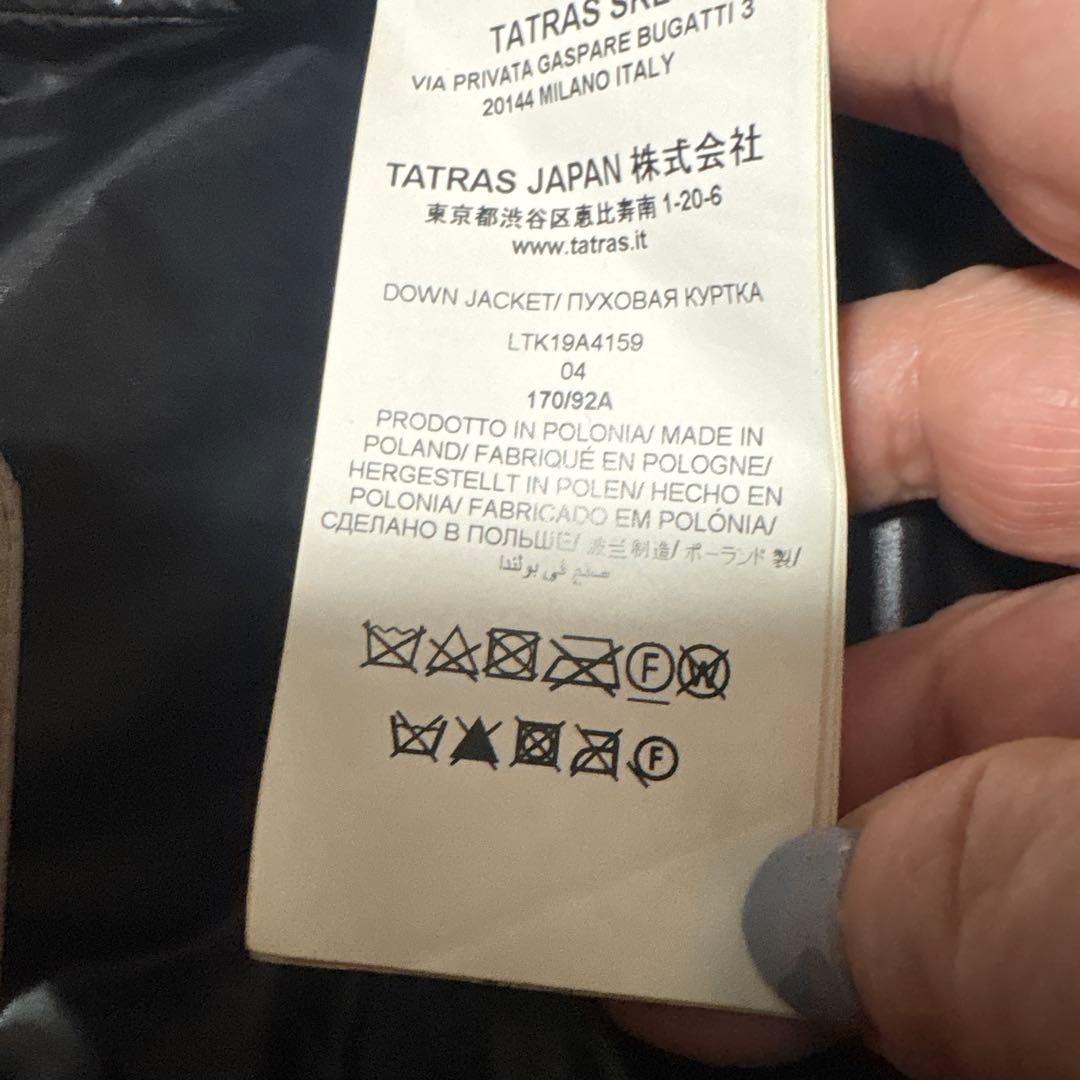 TATRAS SRL
VIA PRIVATA GASPARE BUGATTI 3
20144 MILANO ITALY
TATRAS JAPAN 株式会社
東京都渋谷区恵比寿南 1-20-6
www.tatras.it
DOWN JACKET/ ПУХОВАЯ КУРТКА
LTK19A4159
04
170/92A
PRODOTTO IN POLONIA/ MADE IN
POLAND/ FABRIQUÉ EN POLOGNE/
HERGESTELLT IN POLEN/ HECHO EN
POLONIA/ FABRICADO EM POLÓNIA/
СДЕЛАНО В ПОЛЬШЕ/ 波兰制造/ ポーランド製/
صنع في بولندا
F W
F